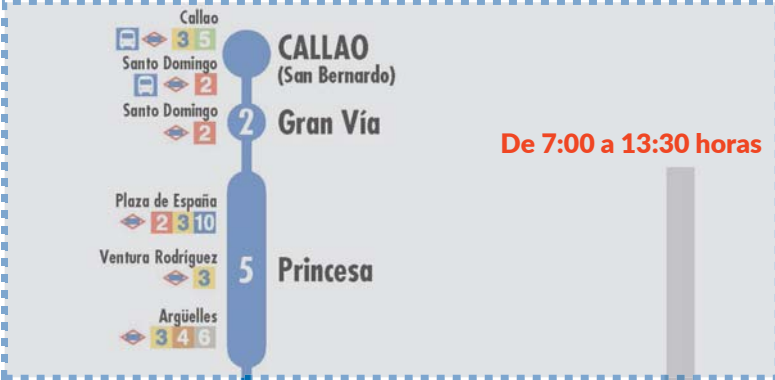 Callao
3 5
CALLAO
(San Bernardo)
Santo Domingo
2
Santo Domingo
2
2
Gran Vía
De 7:00 a 13:30 horas
Plaza de España
2 3 10
Ventura Rodríguez
3
5
Princesa
Argüelles
3 4 6